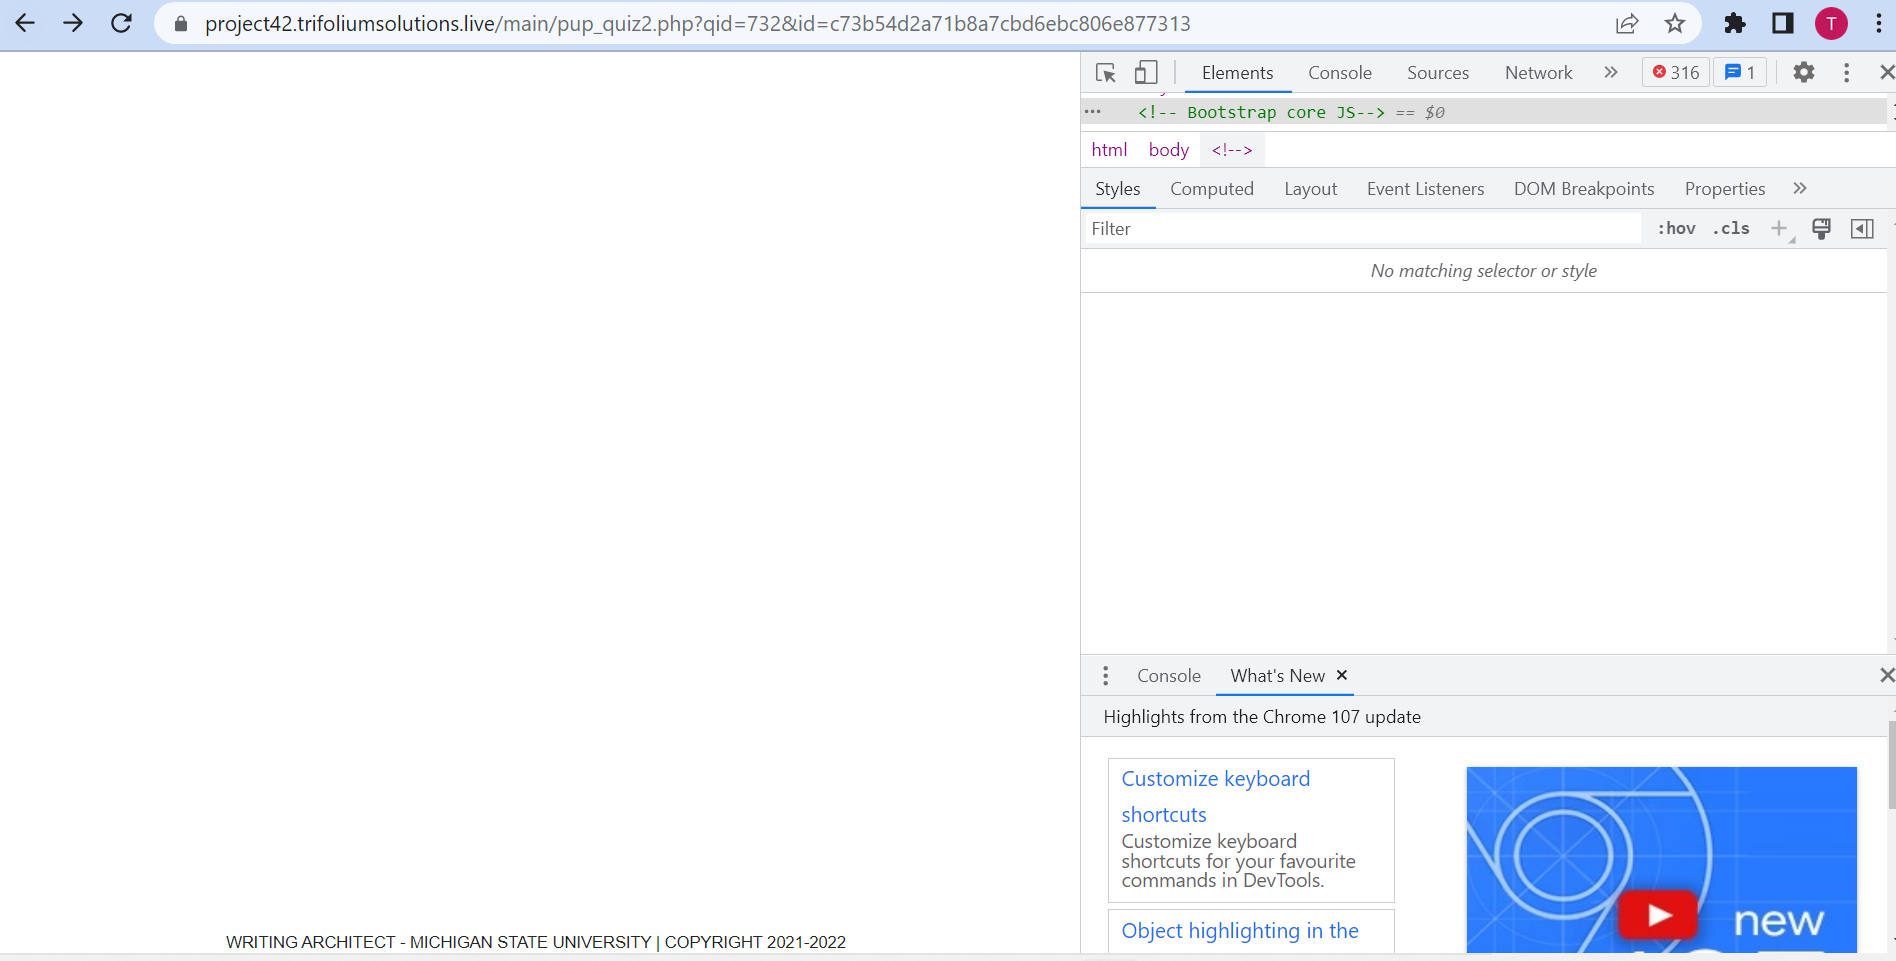 project42.trifoliumsolutions.live/main/pup_quiz2.php?qid=732&id=c73b54d2a71b8a7cbd6ebc806e877313
T
Elements Console Sources Network » 316 1
··· <!-- Bootstrap core JS--> == $0
html body <!-->
Styles Computed Layout Event Listeners DOM Breakpoints Properties »
Filter :hov .cls
No matching selector or style
Console What's New
Highlights from the Chrome 107 update
Customize keyboard
shortcuts
Customize keyboard
shortcuts for your favourite
commands in DevTools.
Object highlighting in the
new
WRITING ARCHITECT - MICHIGAN STATE UNIVERSITY | COPYRIGHT 2021-2022